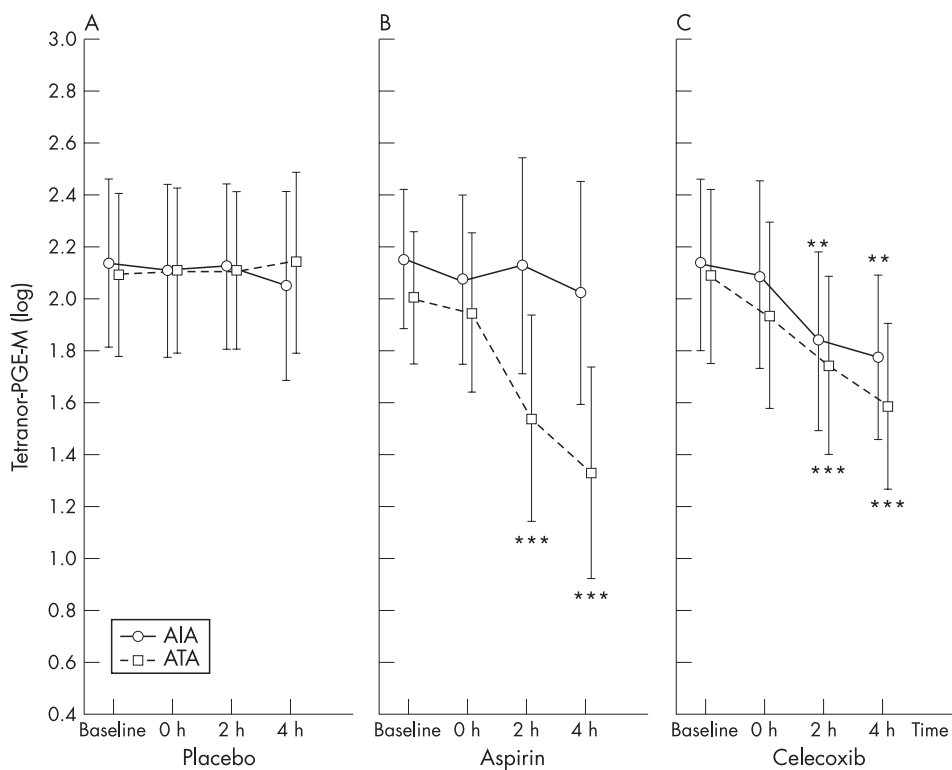 A B C
Tetranor-PGE-M (log)
3.0
2.8
2.6
2.4
2.2
2.0
1.8
1.6
1.4
1.2
1.0
0.8
0.6
0.4
** **
*** ***
*** ***
AIA
ATA
Baseline 0 h 2 h 4 h Baseline 0 h 2 h 4 h Baseline 0 h 2 h 4 h Time
Placebo Aspirin Celecoxib